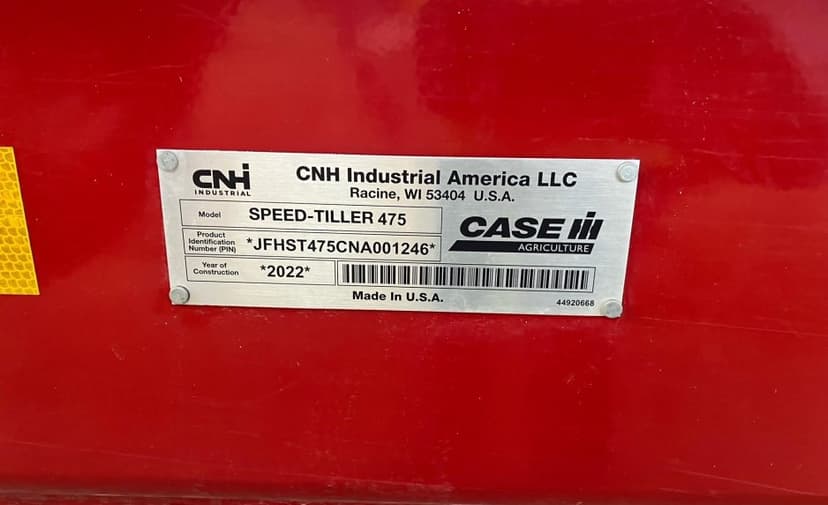 CNH
INDUSTRIAL
CNH Industrial America LLC
Racine, WI 53404 U.S.A.
Model
SPEED-TILLER 475
Product
Identification
Number (PIN)
*JFHST475CNA001246*
CASE IH
AGRICULTURE
Year of
Construction
*2022*
Made In U.S.A.
44920668